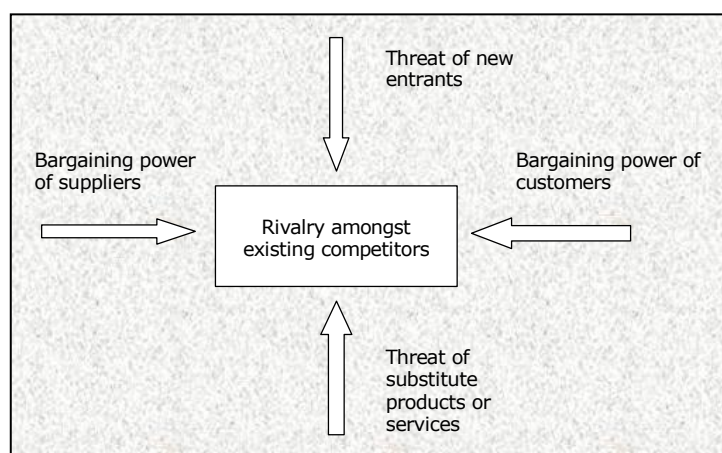 Threat of new
entrants
Bargaining power
of suppliers
Bargaining power of
customers
Rivalry amongst
existing competitors
Threat of
substitute
products or
services